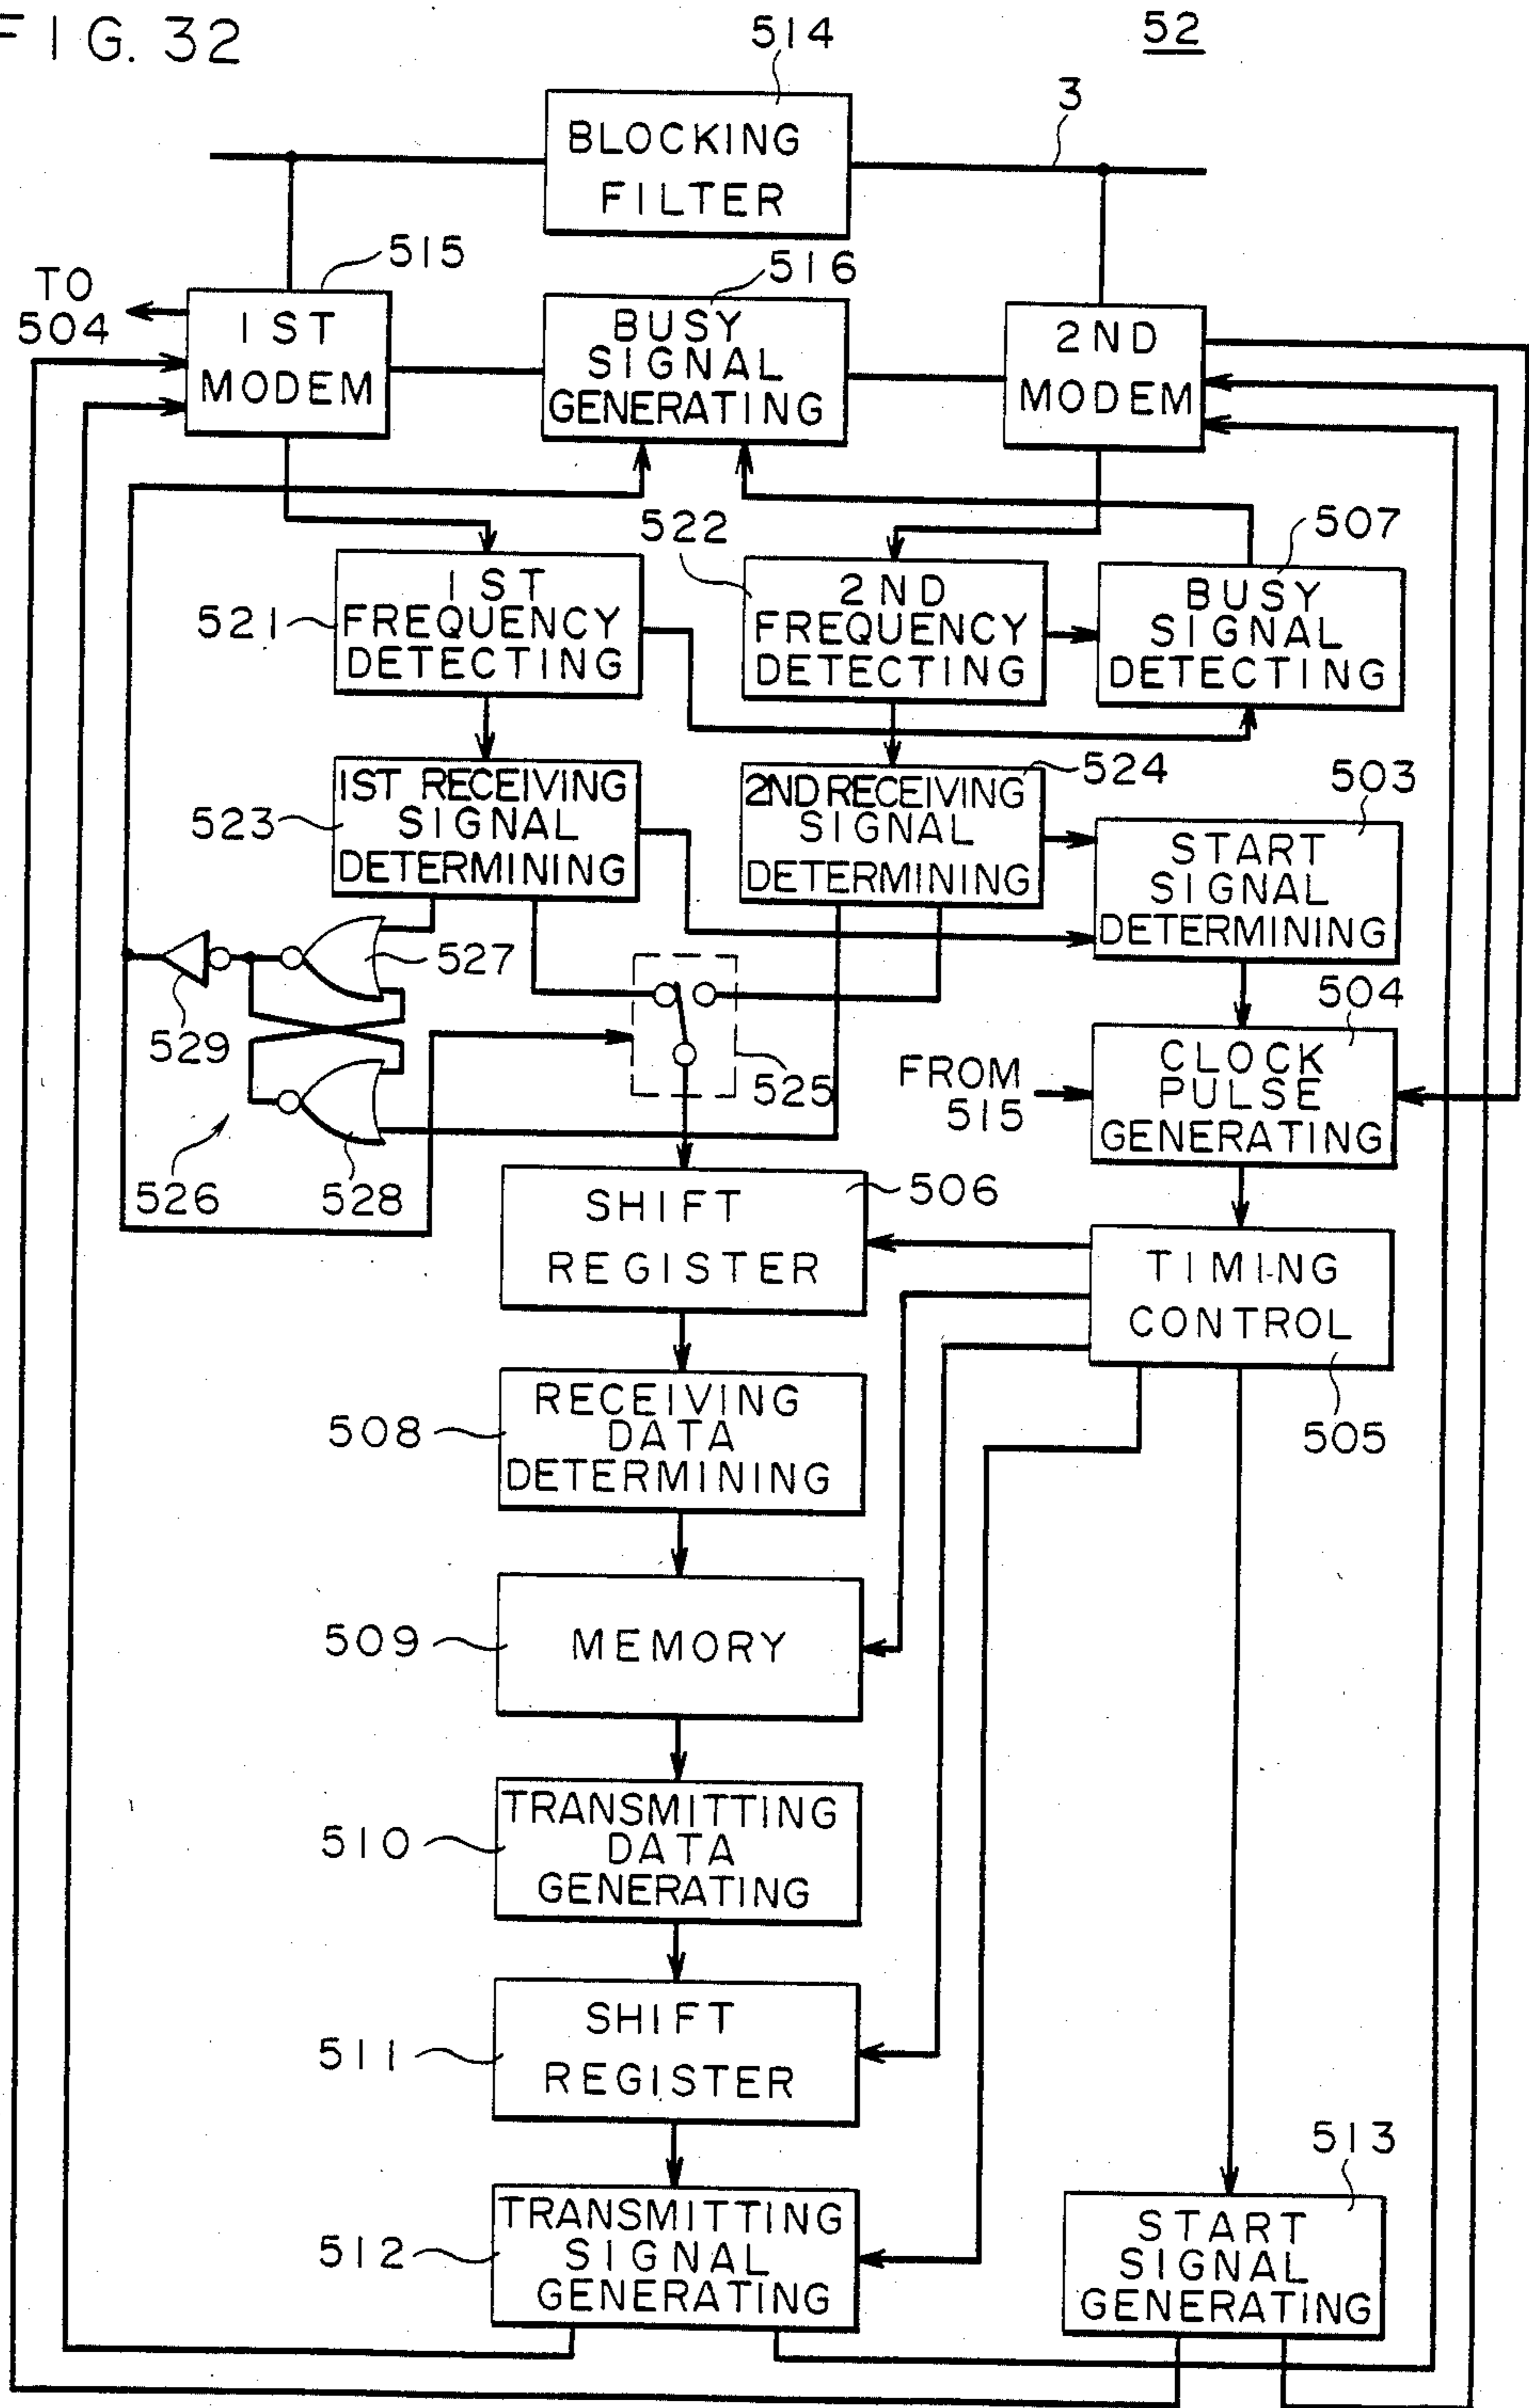 FIG. 32
52
514
3
BLOCKING
FILTER
515
516
TO
504
1ST
MODEM
BUSY
SIGNAL
GENERATING
2ND
MODEM
522
507
521
1ST
FREQUENCY
DETECTING
2ND
FREQUENCY
DETECTING
BUSY
SIGNAL
DETECTING
524
503
523
1ST RECEIVING
SIGNAL
DETERMINING
2ND RECEIVING
SIGNAL
DETERMINING
START
SIGNAL
DETERMINING
527
529
525
504
FROM
515
CLOCK
PULSE
GENERATING
526
528
506
SHIFT
REGISTER
TIMING
CONTROL
505
508
RECEIVING
DATA
DETERMINING
509
MEMORY
510
TRANSMITTING
DATA
GENERATING
511
SHIFT
REGISTER
513
512
TRANSMITTING
SIGNAL
GENERATING
START
SIGNAL
GENERATING